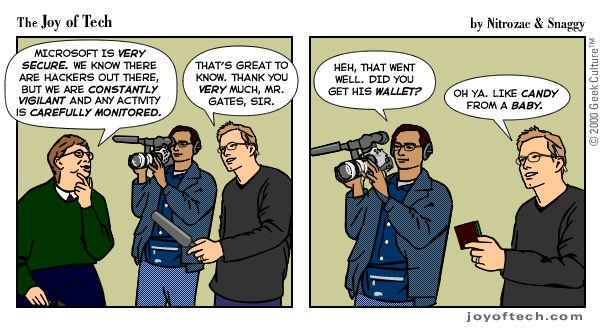 The Joy of Tech
by Nitrozac & Snaggy
MICROSOFT IS VERY
SECURE. WE KNOW THERE
ARE HACKERS OUT THERE,
BUT WE ARE CONSTANTLY
VIGILANT AND ANY ACTIVITY
IS CAREFULLY MONITORED.
THAT'S GREAT TO
KNOW. THANK YOU
VERY MUCH, MR.
GATES, SIR.
HEH, THAT WENT
WELL. DID YOU
GET HIS WALLET?
OH YA. LIKE CANDY
FROM A BABY.
© 2000 GeekCulture™
joyoftech.com